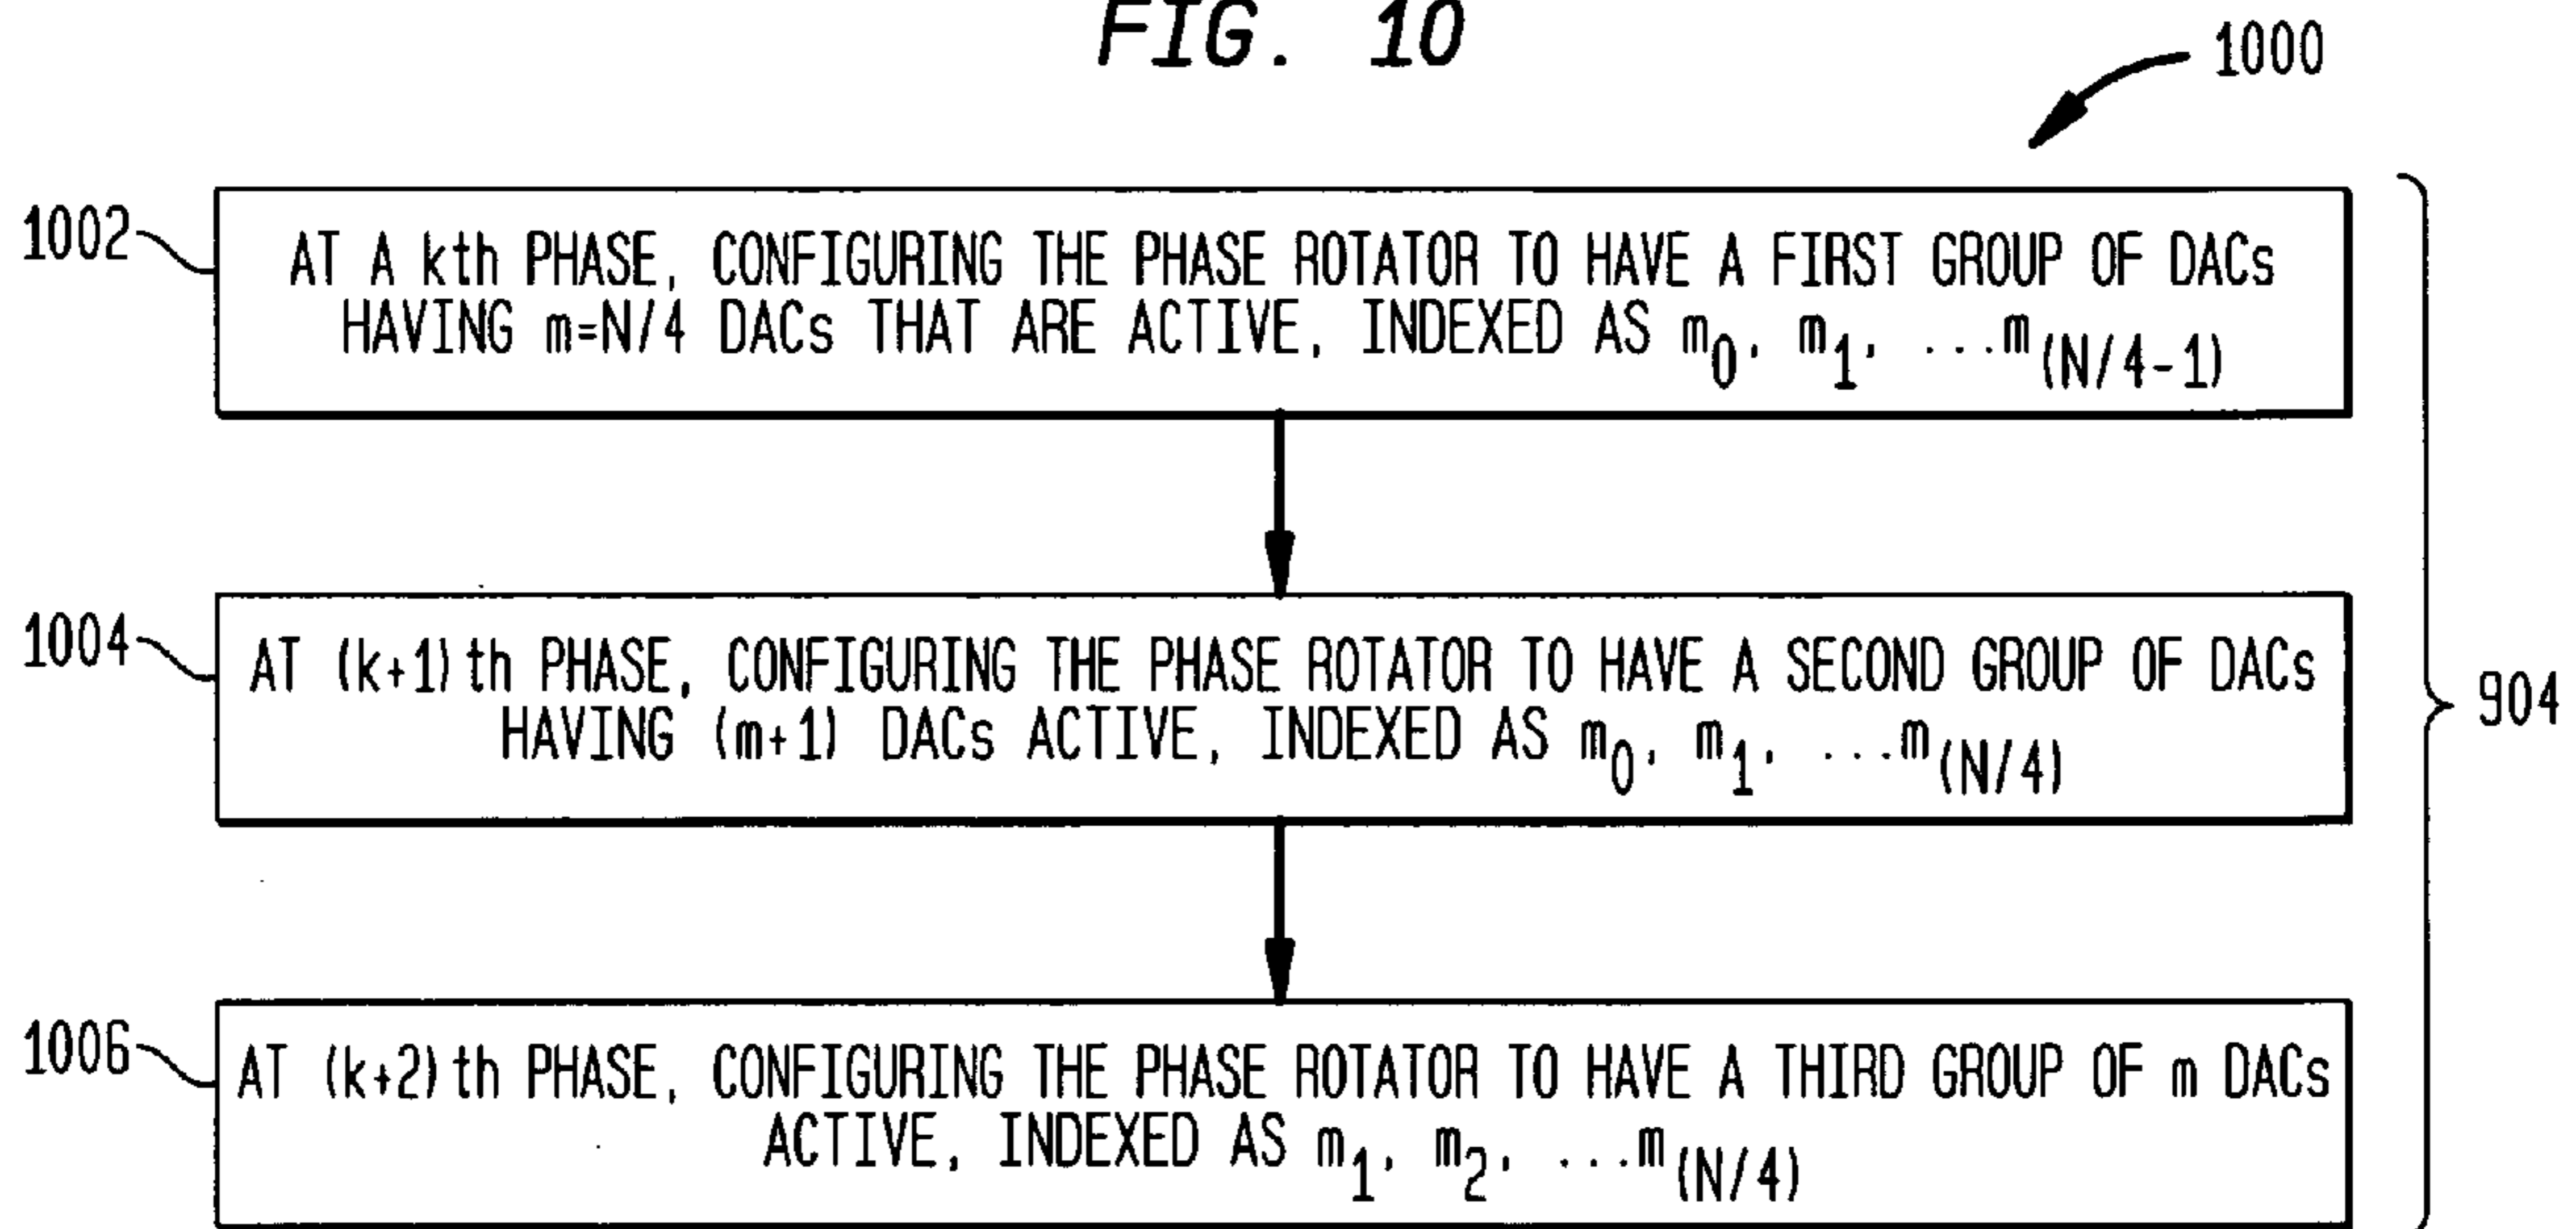 FIG. 10
1000
1002
AT A kth PHASE, CONFIGURING THE PHASE ROTATOR TO HAVE A FIRST GROUP OF DACs
HAVING m=N/4 DACs THAT ARE ACTIVE, INDEXED AS m0, m1, ...m(N/4-1)
1004
AT (k+1)th PHASE, CONFIGURING THE PHASE ROTATOR TO HAVE A SECOND GROUP OF DACs
HAVING (m+1) DACs ACTIVE, INDEXED AS m0, m1, ...m(N/4)
904
1006
AT (k+2)th PHASE, CONFIGURING THE PHASE ROTATOR TO HAVE A THIRD GROUP OF m DACs
ACTIVE, INDEXED AS m1, m2, ...m(N/4)